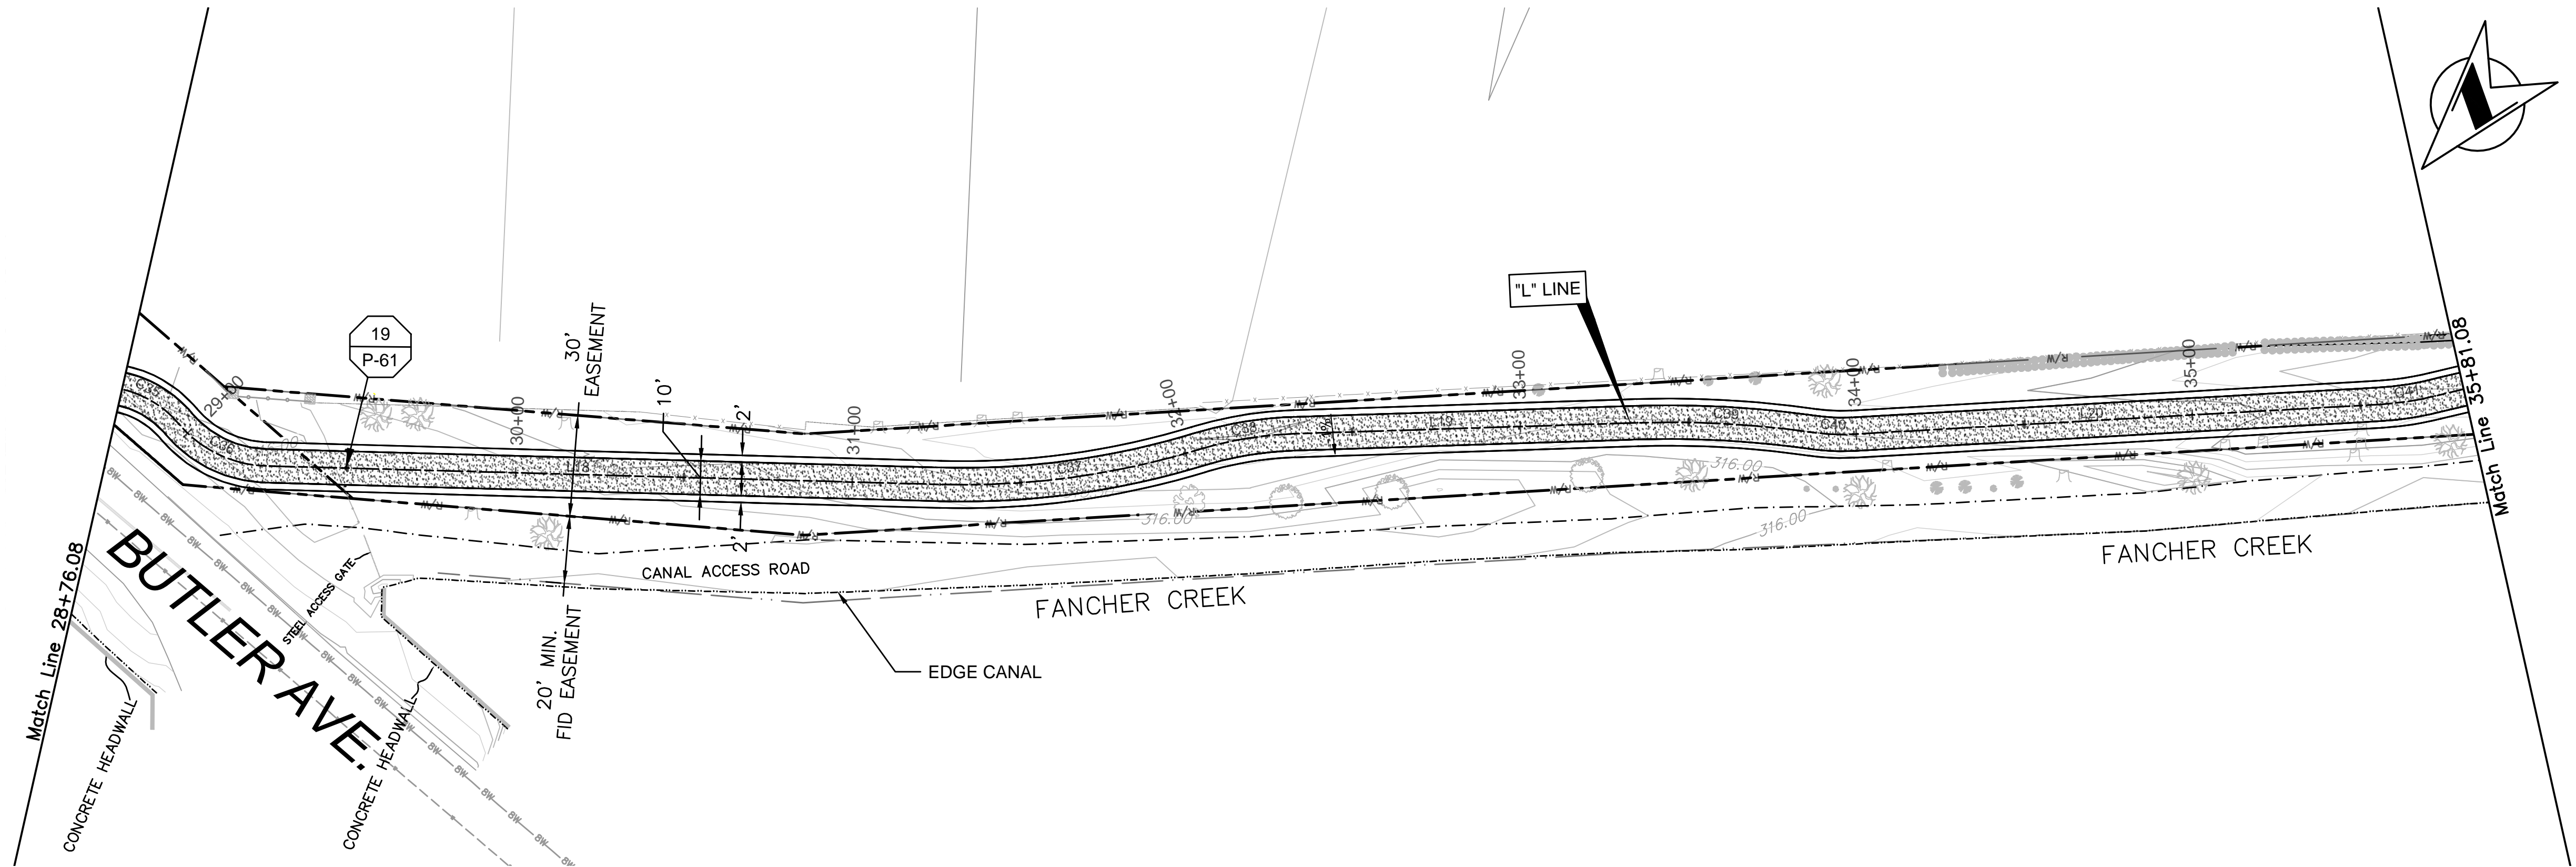 "L" LINE
19
P-61
30'
EASEMENT
10'
2'
2'
R/W
29+00
30+00
31+00
32+00
33+00
34+00
35+00
C35
C36
C37
C38
L19
C39
C40
L20
C41
1%
316.00
316.00
316.00
8W
CANAL ACCESS ROAD
FANCHER CREEK
FANCHER CREEK
EDGE CANAL
20' MIN.
FID EASEMENT
STEEL ACCESS GATE
BUTLER AVE.
CONCRETE HEADWALL
CONCRETE HEADWALL
Match Line 28+76.08
Match Line 35+81.08